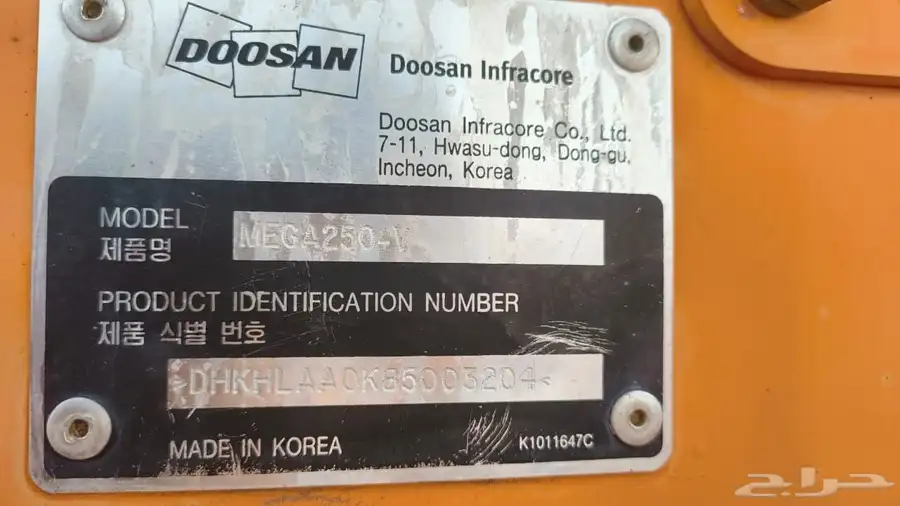 DOOSAN
Doosan Infracore
Doosan Infracore Co., Ltd.
7-11, Hwasu-dong, Dong-gu,
Incheon, Korea
MODEL
제품명
MEGA250-V
PRODUCT IDENTIFICATION NUMBER
제품 식별 번호
>DHKHLAA0K85003204<
MADE IN KOREA
K1011647C
حراج